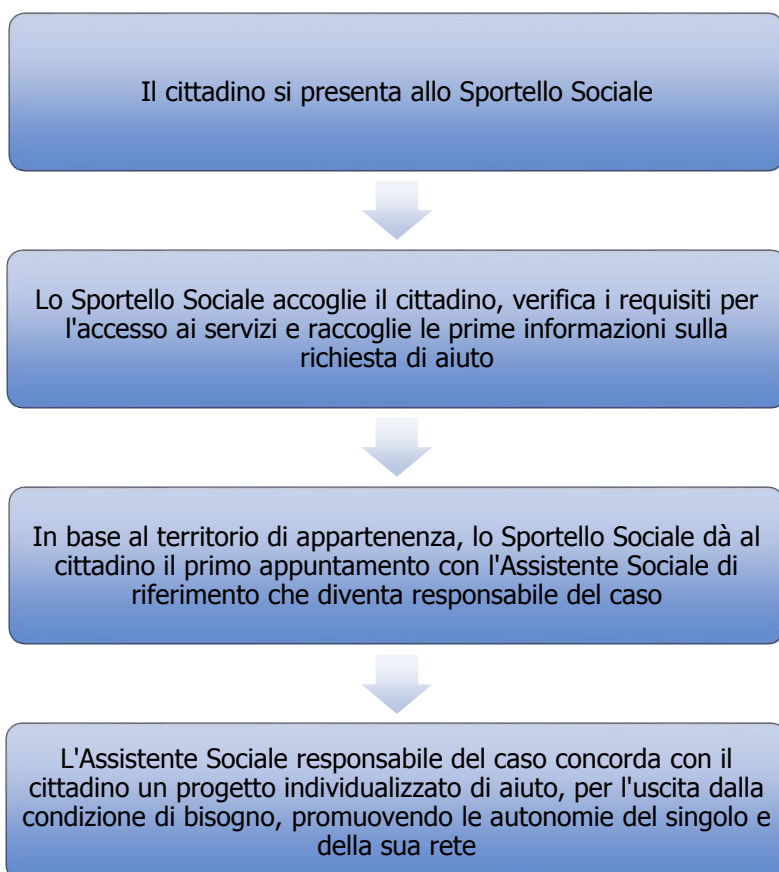 Il cittadino si presenta allo Sportello Sociale
Lo Sportello Sociale accoglie il cittadino, verifica i requisiti per
l'accesso ai servizi e raccoglie le prime informazioni sulla
richiesta di aiuto
In base al territorio di appartenenza, lo Sportello Sociale dà al
cittadino il primo appuntamento con l'Assistente Sociale di
riferimento che diventa responsabile del caso
L'Assistente Sociale responsabile del caso concorda con il
cittadino un progetto individualizzato di aiuto, per l'uscita dalla
condizione di bisogno, promuovendo le autonomie del singolo e
della sua rete